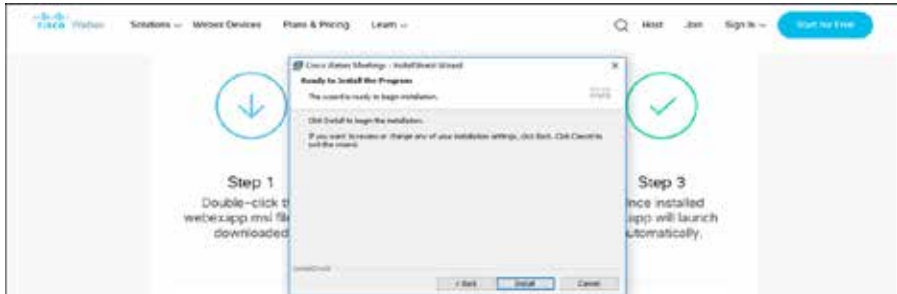 CISCO Webex Solutions Webex Devices Plans & Pricing Learn Host Join Sign In Start for Free
Cisco Webex Meetings - InstallShield Wizard
Ready to Install the Program
The wizard is ready to begin installation.
Click Install to begin the installation.
If you want to review or change any of your installation settings, click Back. Click Cancel to
exit the wizard.
Step 1
Double-click t
webexapp.msi fil
downloaded
Step 3
nce installed
app will launch
utomatically.
InstallShield
< Back Install Cancel